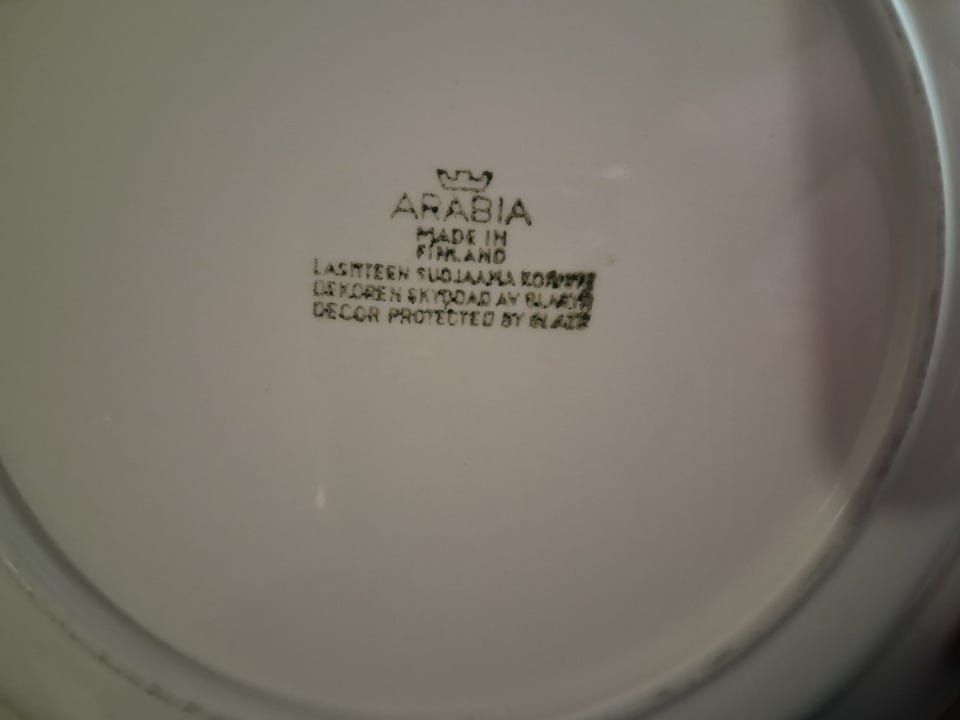 ARABIA
MADE IN
FINLAND
LASITTEEN SUOJAAMA KORISTE
DEKOREN SKYDDAD AV GLASYR
DECOR PROTECTED BY GLAZE